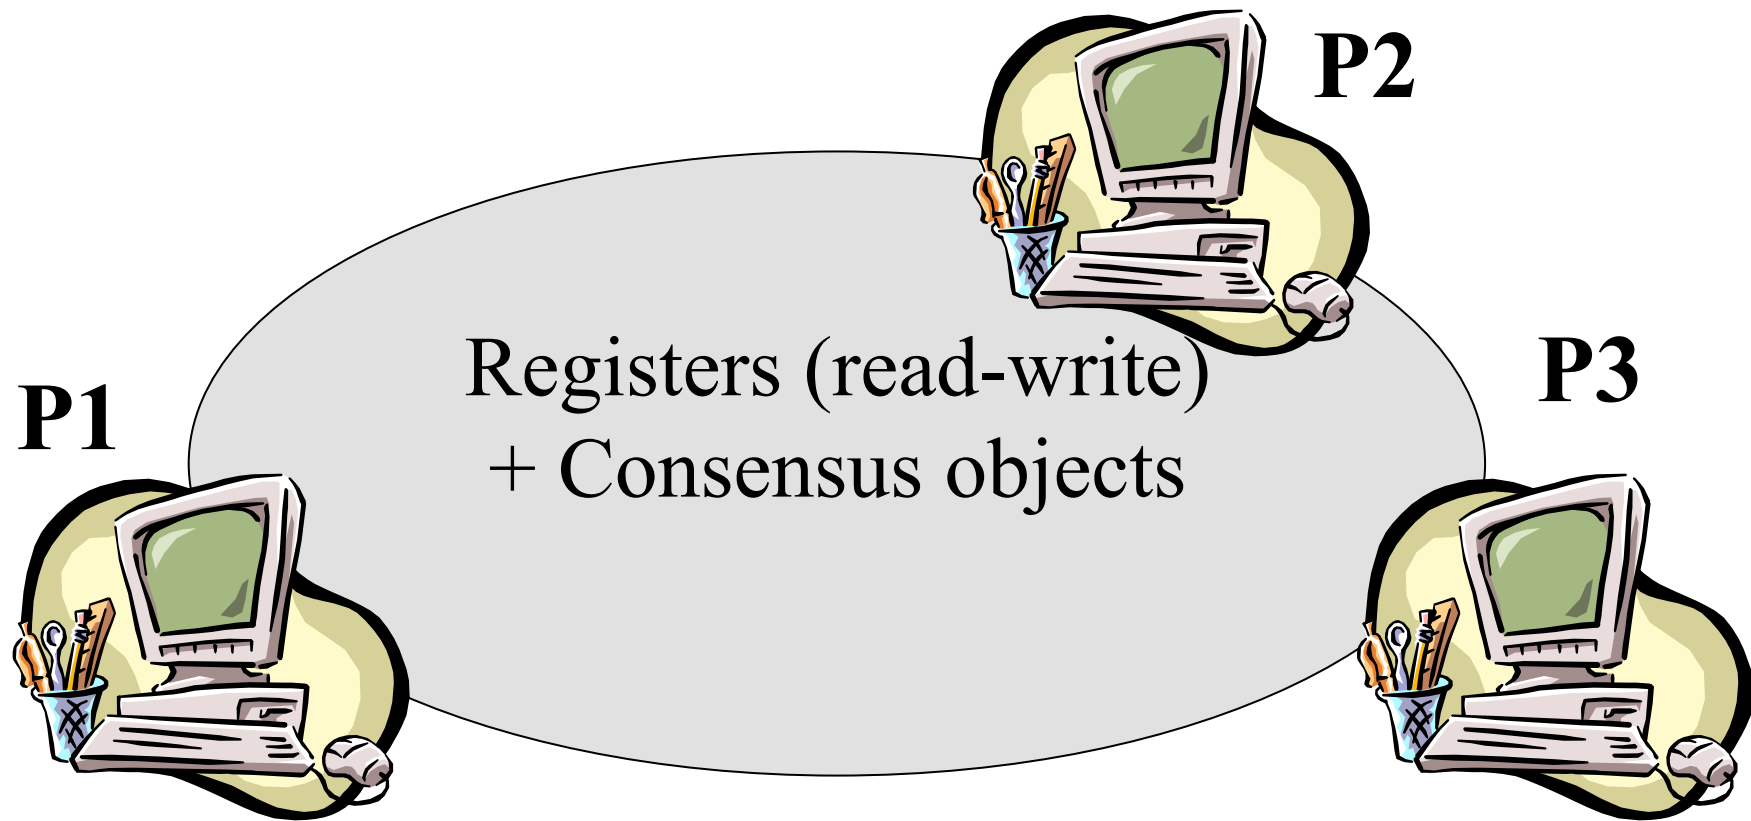 P2
Registers (read-write)
+ Consensus objects
P3
P1